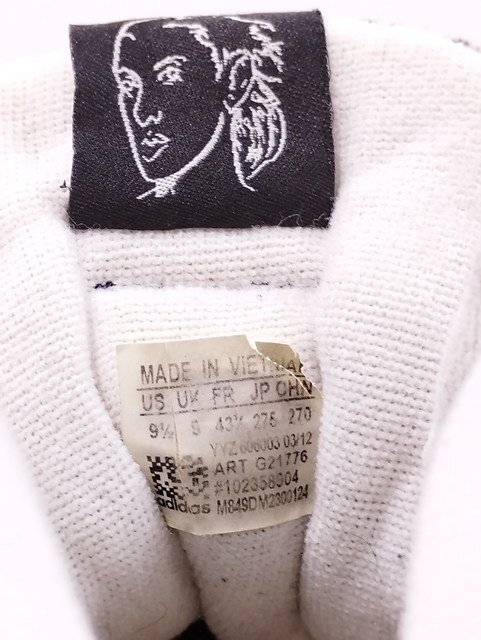 MADE IN VIETNAM
US UK FR JP CHN
9½ 9 43⅓ 275 270
YYZ 606003 03/12
ART G21776
#102358004
adidas M849DM2300124